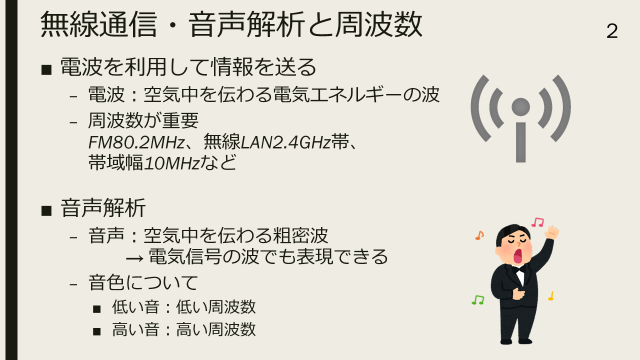 無線通信・音声解析と周波数
2
■ 電波を利用して情報を送る
– 電波：空気中を伝わる電気エネルギーの波
– 周波数が重要
FM80.2MHz、無線LAN2.4GHz帯、
帯域幅10MHzなど
■ 音声解析
– 音声：空気中を伝わる粗密波
→ 電気信号の波でも表現できる
– 音色について
■ 低い音：低い周波数
■ 高い音：高い周波数